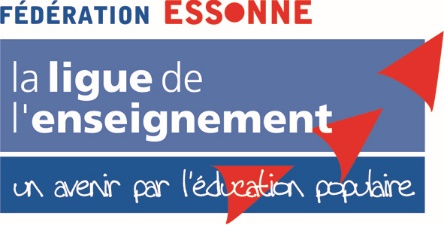 FÉDÉRATION ESSONNE
la ligue de
l'enseignement
un avenir par l'éducation populaire